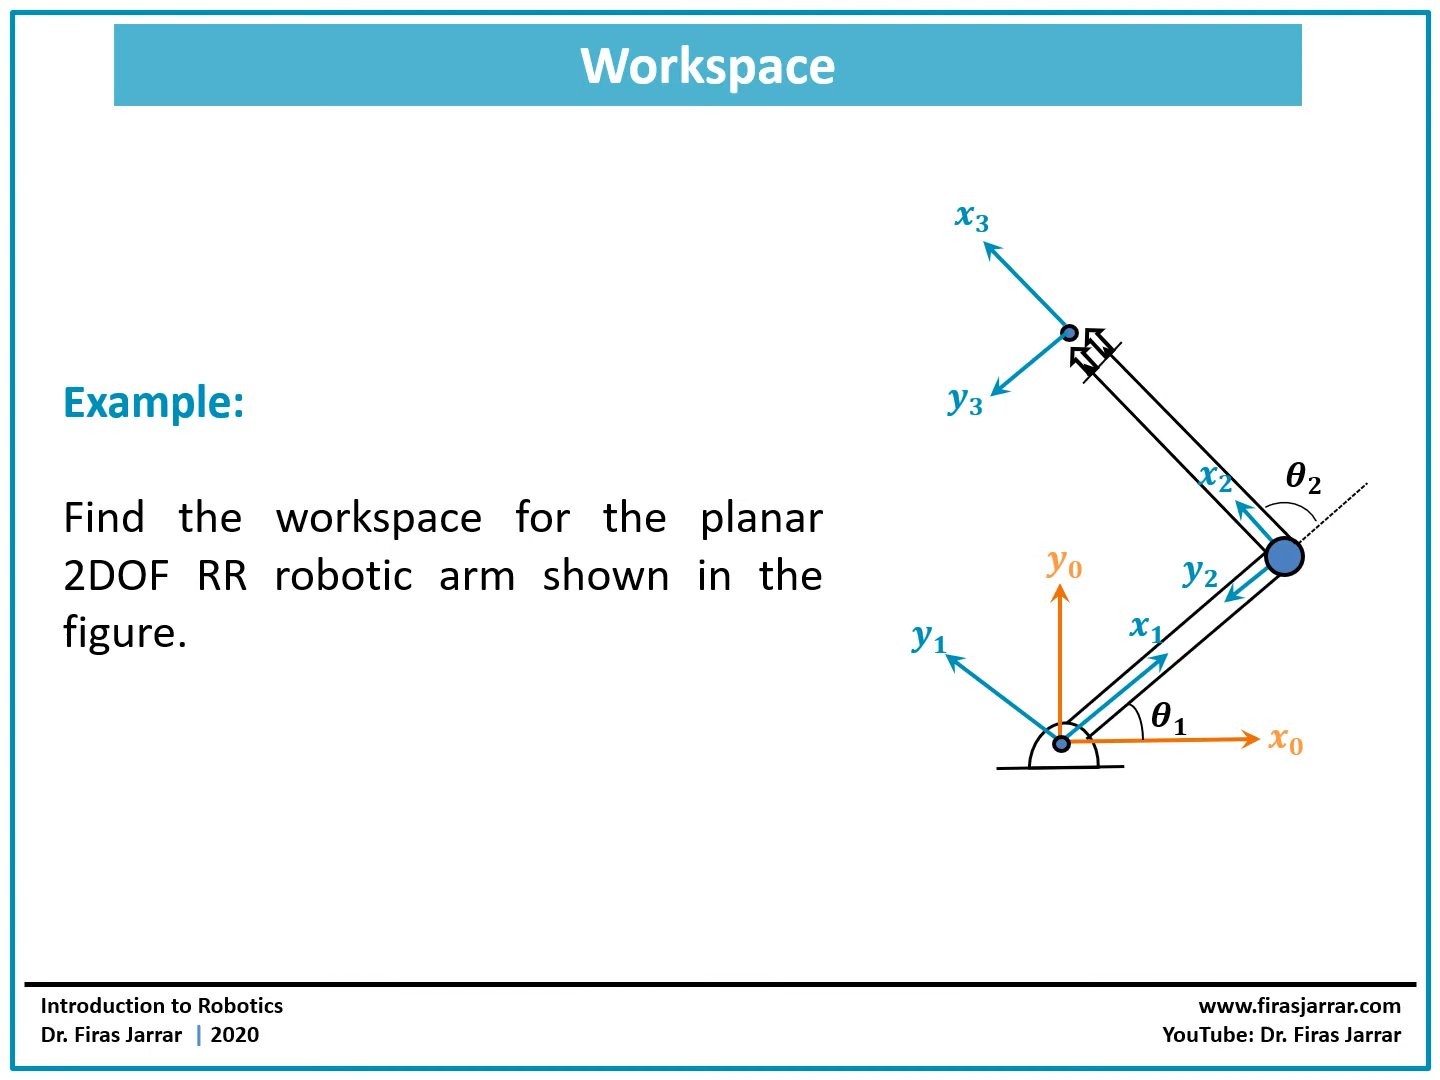 Workspace
Example:
Find the workspace for the planar
2DOF RR robotic arm shown in the
figure.
x₃
y₃
x₂
θ₂
y₂
y₀
x₁
y₁
θ₁
x₀
Introduction to Robotics
Dr. Firas Jarrar | 2020
www.firasjarrar.com
YouTube: Dr. Firas Jarrar